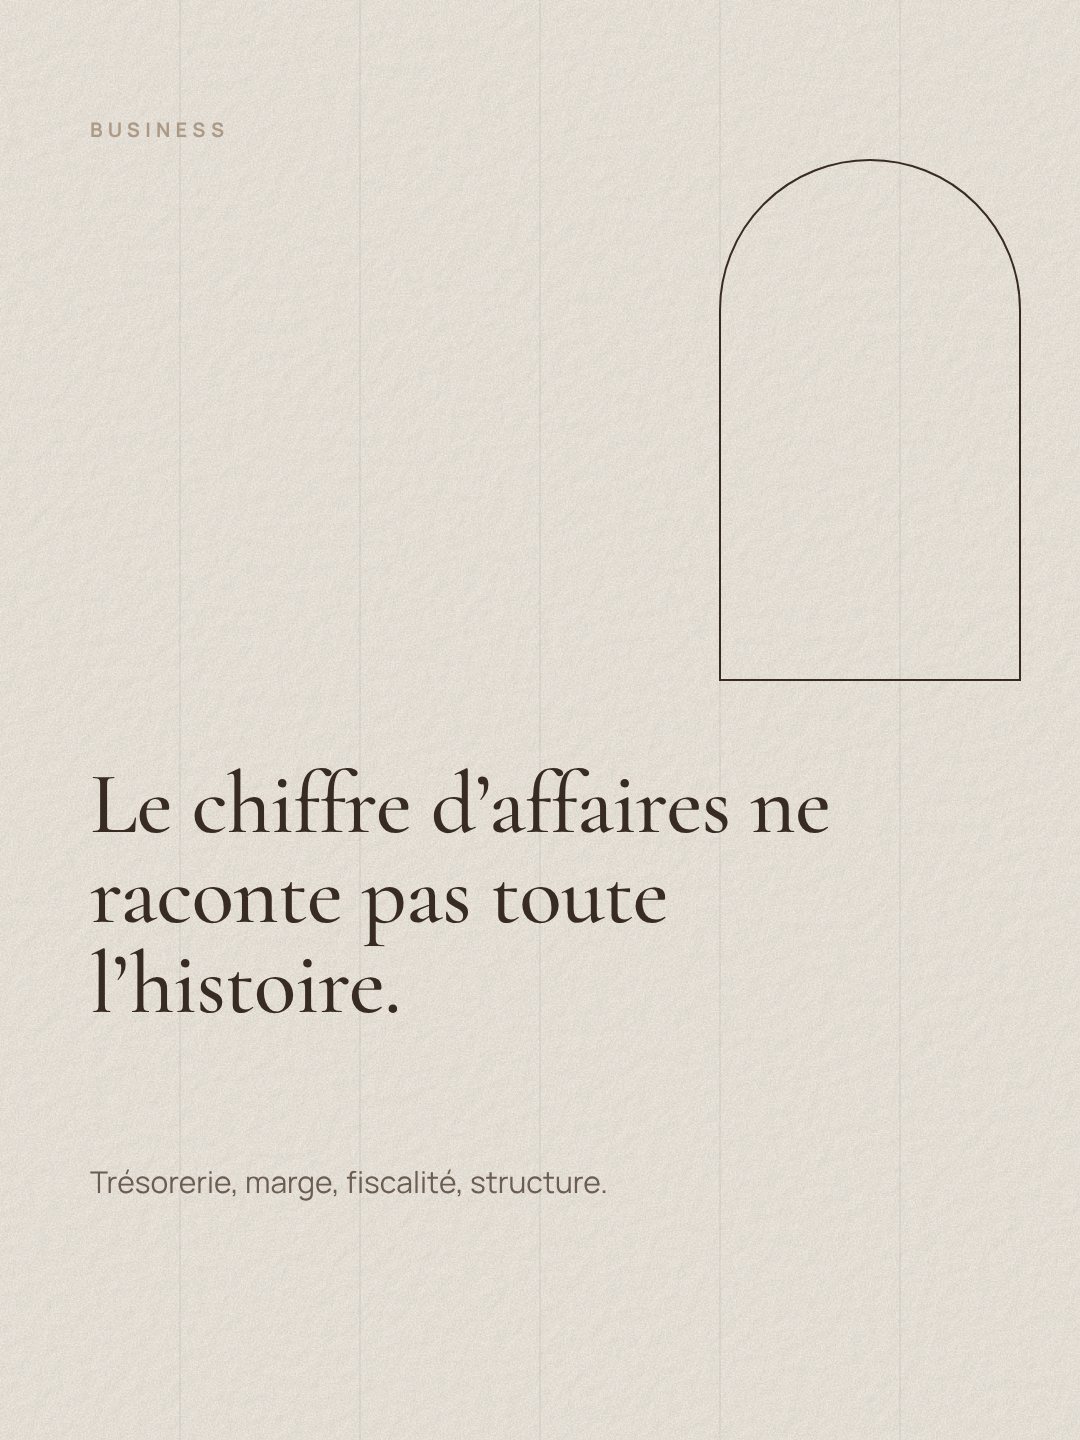 BUSINESS
Le chiffre d’affaires ne
raconte pas toute
l’histoire.
Trésorerie, marge, fiscalité, structure.